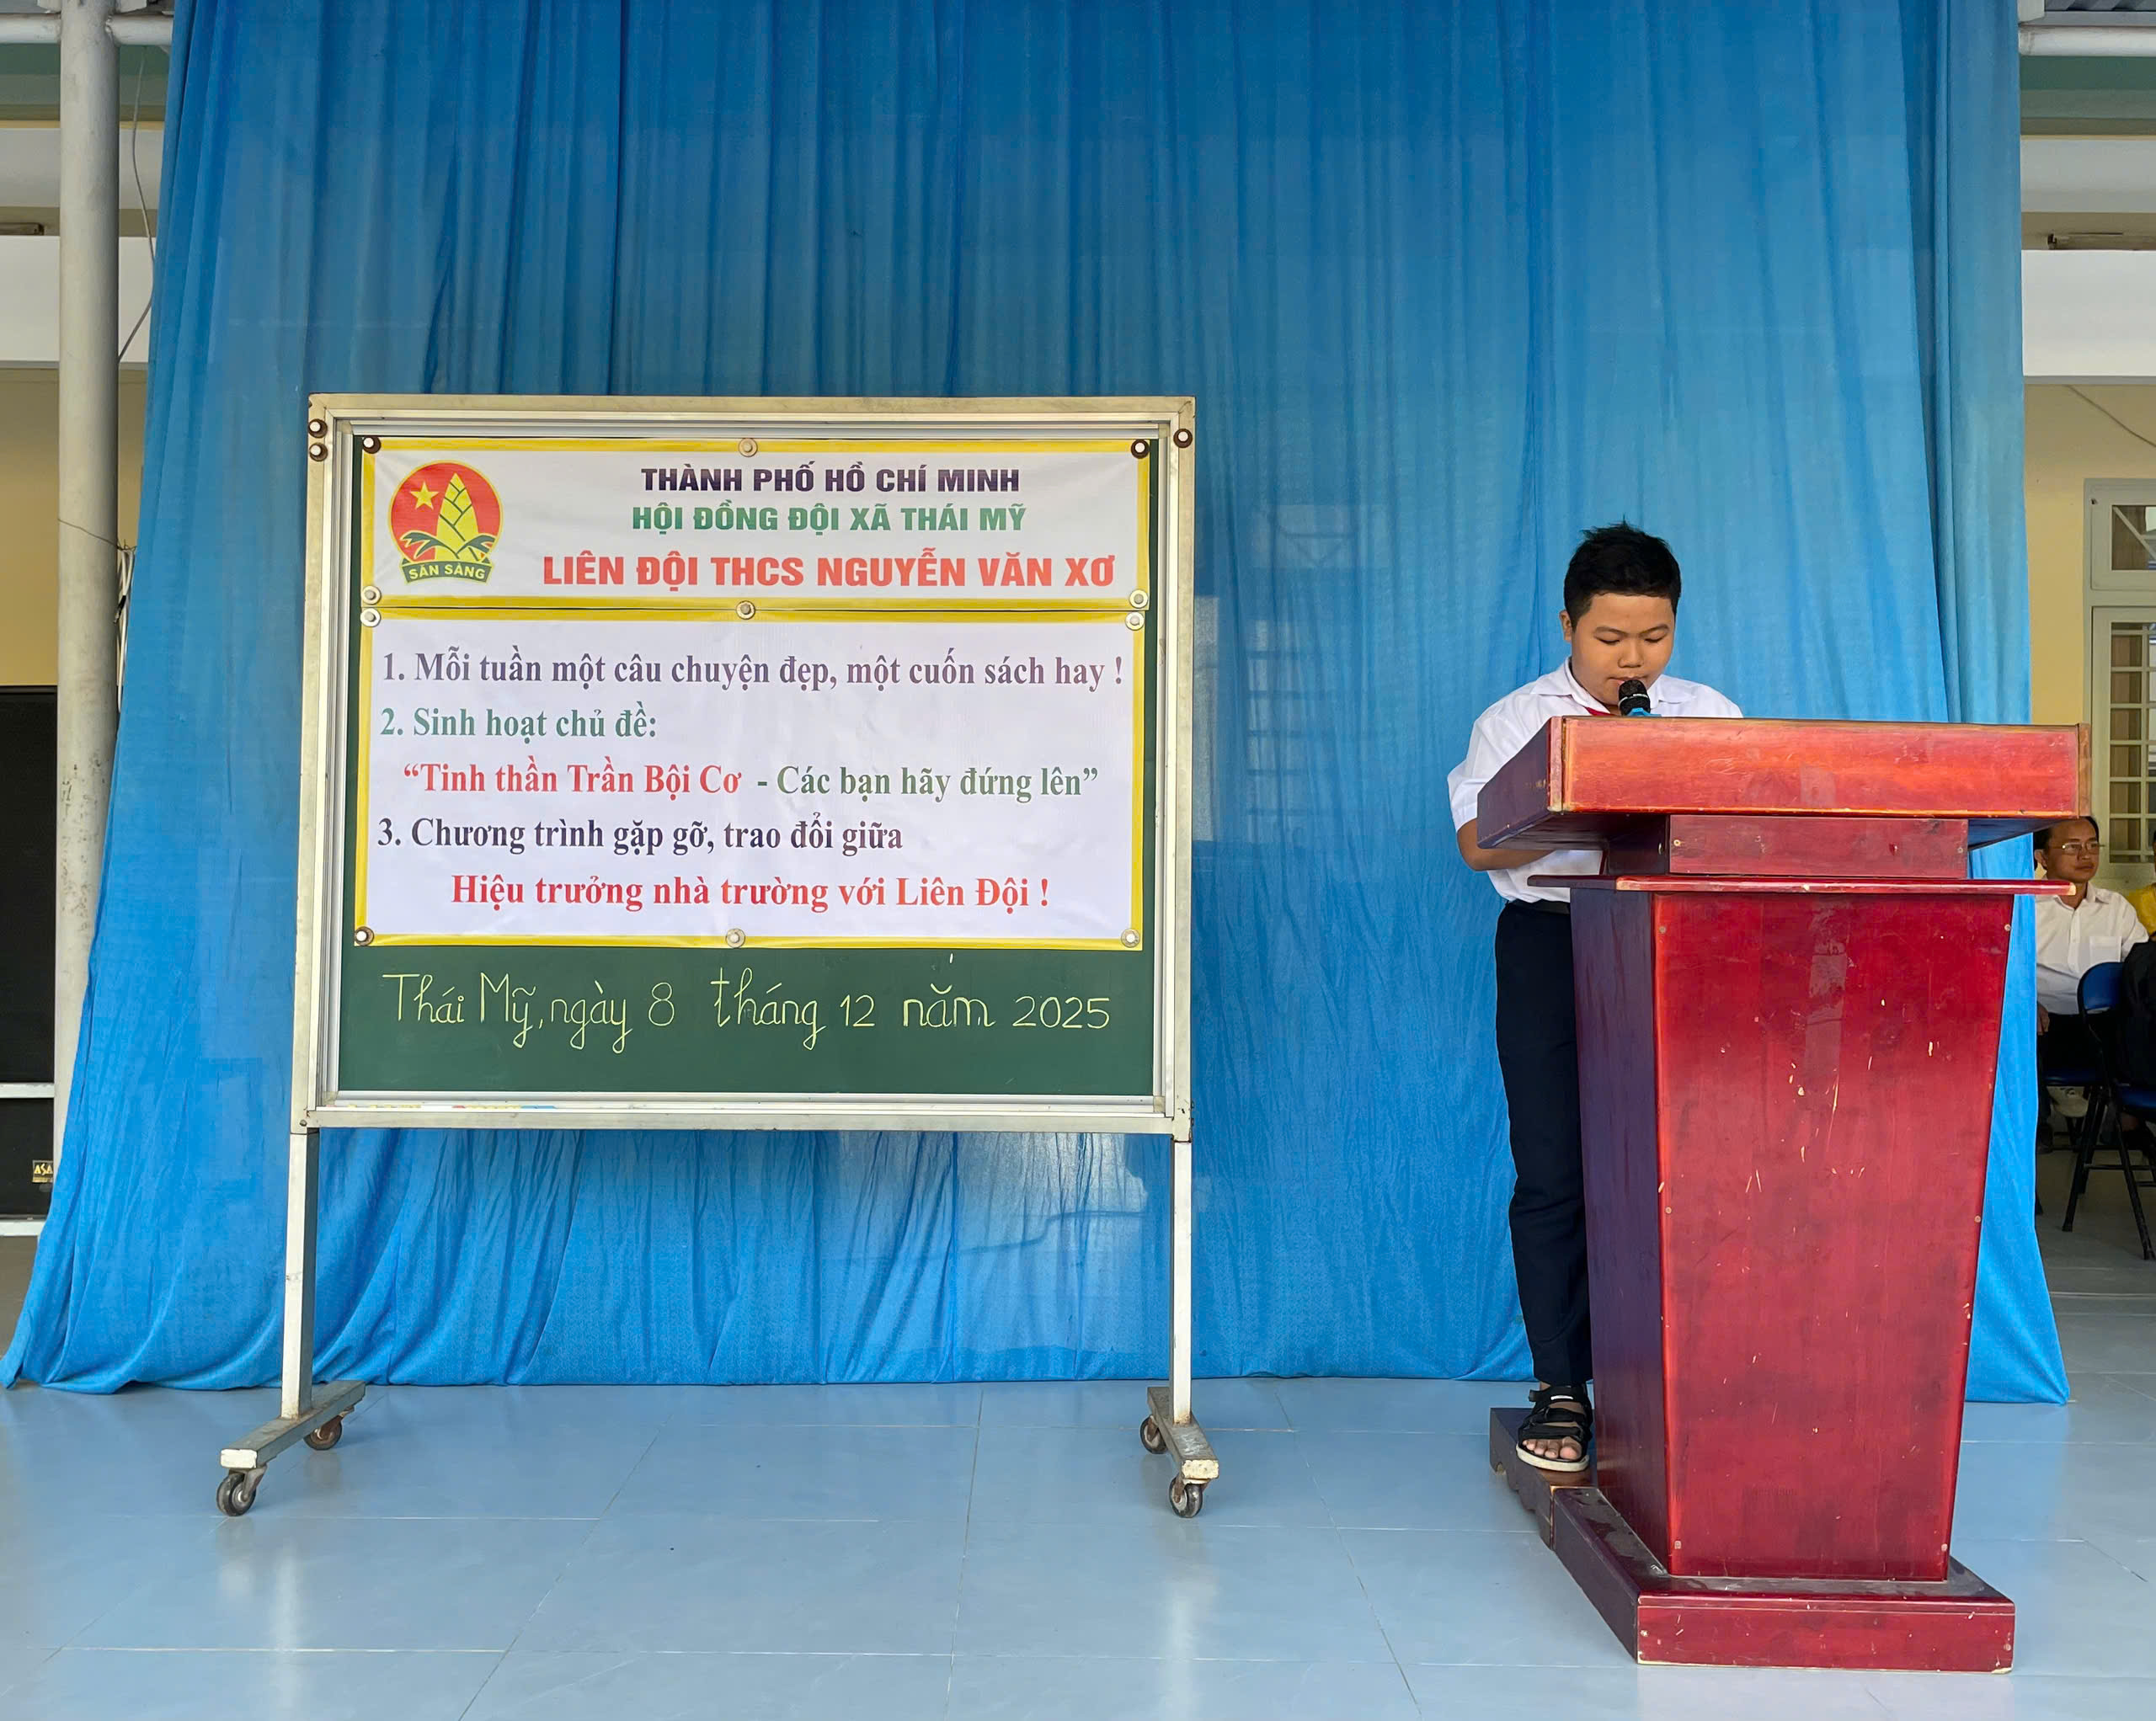 THÀNH PHỐ HỒ CHÍ MINH
HỘI ĐỒNG ĐỘI XÃ THÁI MỸ
LIÊN ĐỘI THCS NGUYỄN VĂN XƠ
SẴN SÀNG
1. Mỗi tuần một câu chuyện đẹp, một cuốn sách hay !
2. Sinh hoạt chủ đề:
“Tinh thần Trần Bội Cơ - Các bạn hãy đứng lên”
3. Chương trình gặp gỡ, trao đổi giữa
Hiệu trưởng nhà trường với Liên Đội !
Thái Mỹ, ngày 8 tháng 12 năm 2025